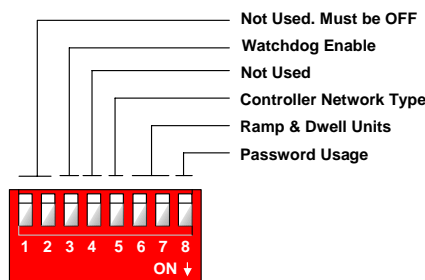 Not Used. Must be OFF
Watchdog Enable
Not Used
Controller Network Type
Ramp & Dwell Units
Password Usage
1 2 3 4 5 6 7 8
ON ↓